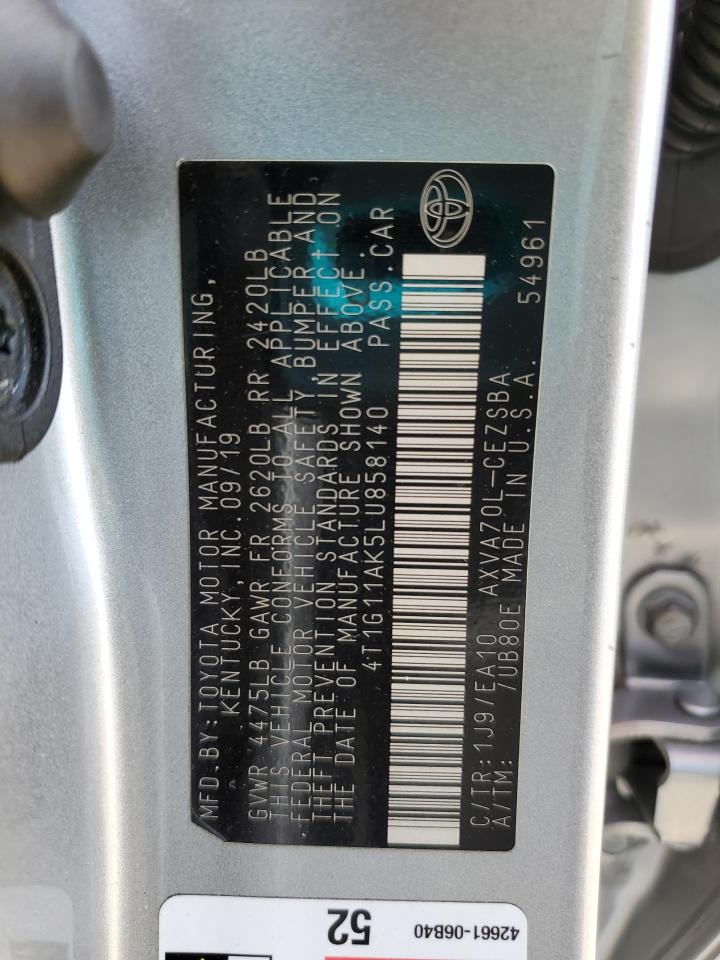 MFD.BY:TOYOTA MOTOR MANUFACTURING,
KENTUCKY, INC.09/19
GVWR 4475LB GAWR FR 2620LB RR 2420LB
THIS VEHICLE CONFORMS TO ALL APPLICABLE
FEDERAL MOTOR VEHICLE SAFETY, BUMPER AND
THEFT PREVENTION STANDARDS IN EFFECT ON
THE DATE OF MANUFACTURE SHOWN ABOVE.
4T1G11AK5LU858140 PASS.CAR
C/TR:1J9/EA10 AXVA70L-CEZSBA
A/TM: 7UB80E MADE IN U.S.A. 54961
52
42661-06B40